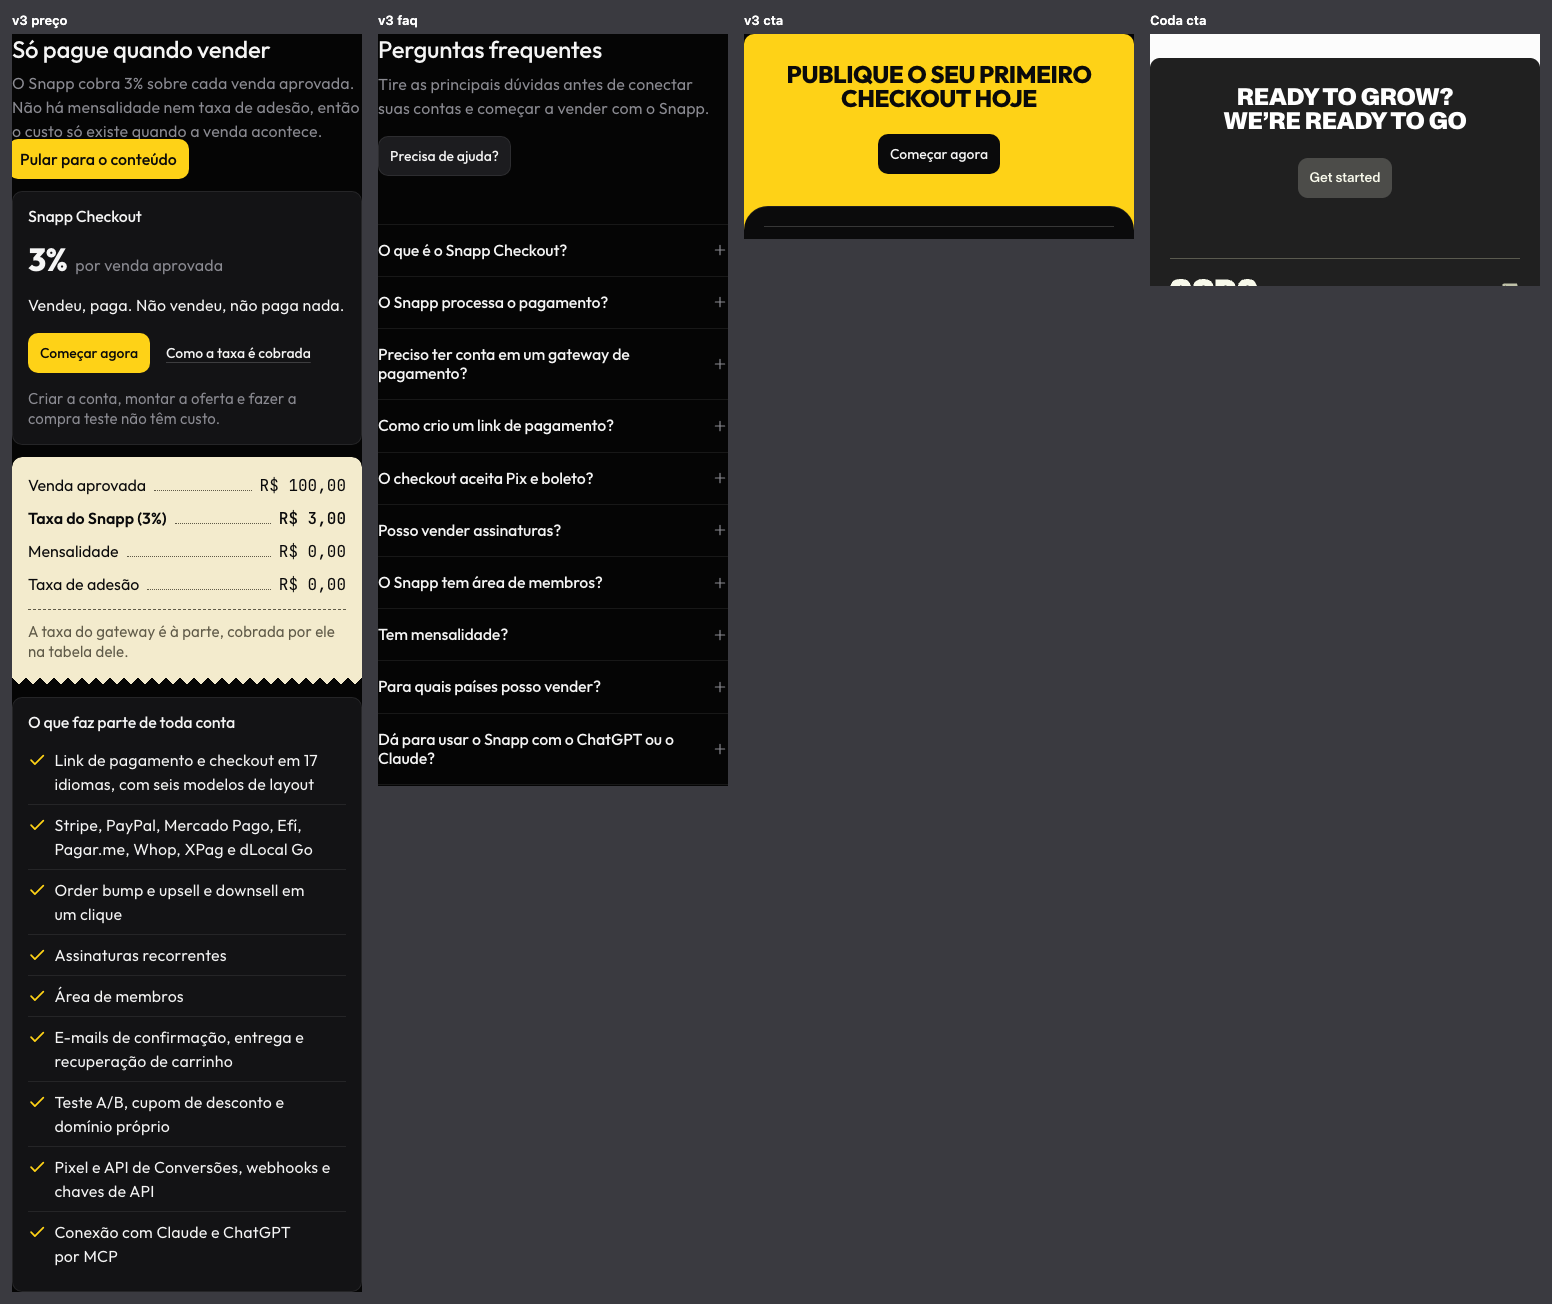 v3 preço
Só pague quando vender
O Snapp cobra 3% sobre cada venda aprovada.
Não há mensalidade nem taxa de adesão, então
o custo só existe quando a venda acontece.
Pular para o conteúdo
Snapp Checkout
3% por venda aprovada
Vendeu, paga. Não vendeu, não paga nada.
Começar agora
Como a taxa é cobrada
Criar a conta, montar a oferta e fazer a
compra teste não têm custo.
Venda aprovada R$ 100,00
Taxa do Snapp (3%) R$ 3,00
Mensalidade R$ 0,00
Taxa de adesão R$ 0,00
A taxa do gateway é à parte, cobrada por ele
na tabela dele.
O que faz parte de toda conta
Link de pagamento e checkout em 17
idiomas, com seis modelos de layout
Stripe, PayPal, Mercado Pago, Efí,
Pagar.me, Whop, XPag e dLocal Go
Order bump e upsell e downsell em
um clique
Assinaturas recorrentes
Área de membros
E-mails de confirmação, entrega e
recuperação de carrinho
Teste A/B, cupom de desconto e
domínio próprio
Pixel e API de Conversões, webhooks e
chaves de API
Conexão com Claude e ChatGPT
por MCP
v3 faq
Perguntas frequentes
Tire as principais dúvidas antes de conectar
suas contas e começar a vender com o Snapp.
Precisa de ajuda?
O que é o Snapp Checkout?
O Snapp processa o pagamento?
Preciso ter conta em um gateway de
pagamento?
Como crio um link de pagamento?
O checkout aceita Pix e boleto?
Posso vender assinaturas?
O Snapp tem área de membros?
Tem mensalidade?
Para quais países posso vender?
Dá para usar o Snapp com o ChatGPT ou o
Claude?
v3 cta
PUBLIQUE O SEU PRIMEIRO
CHECKOUT HOJE
Começar agora
Coda cta
READY TO GROW?
WE’RE READY TO GO
Get started